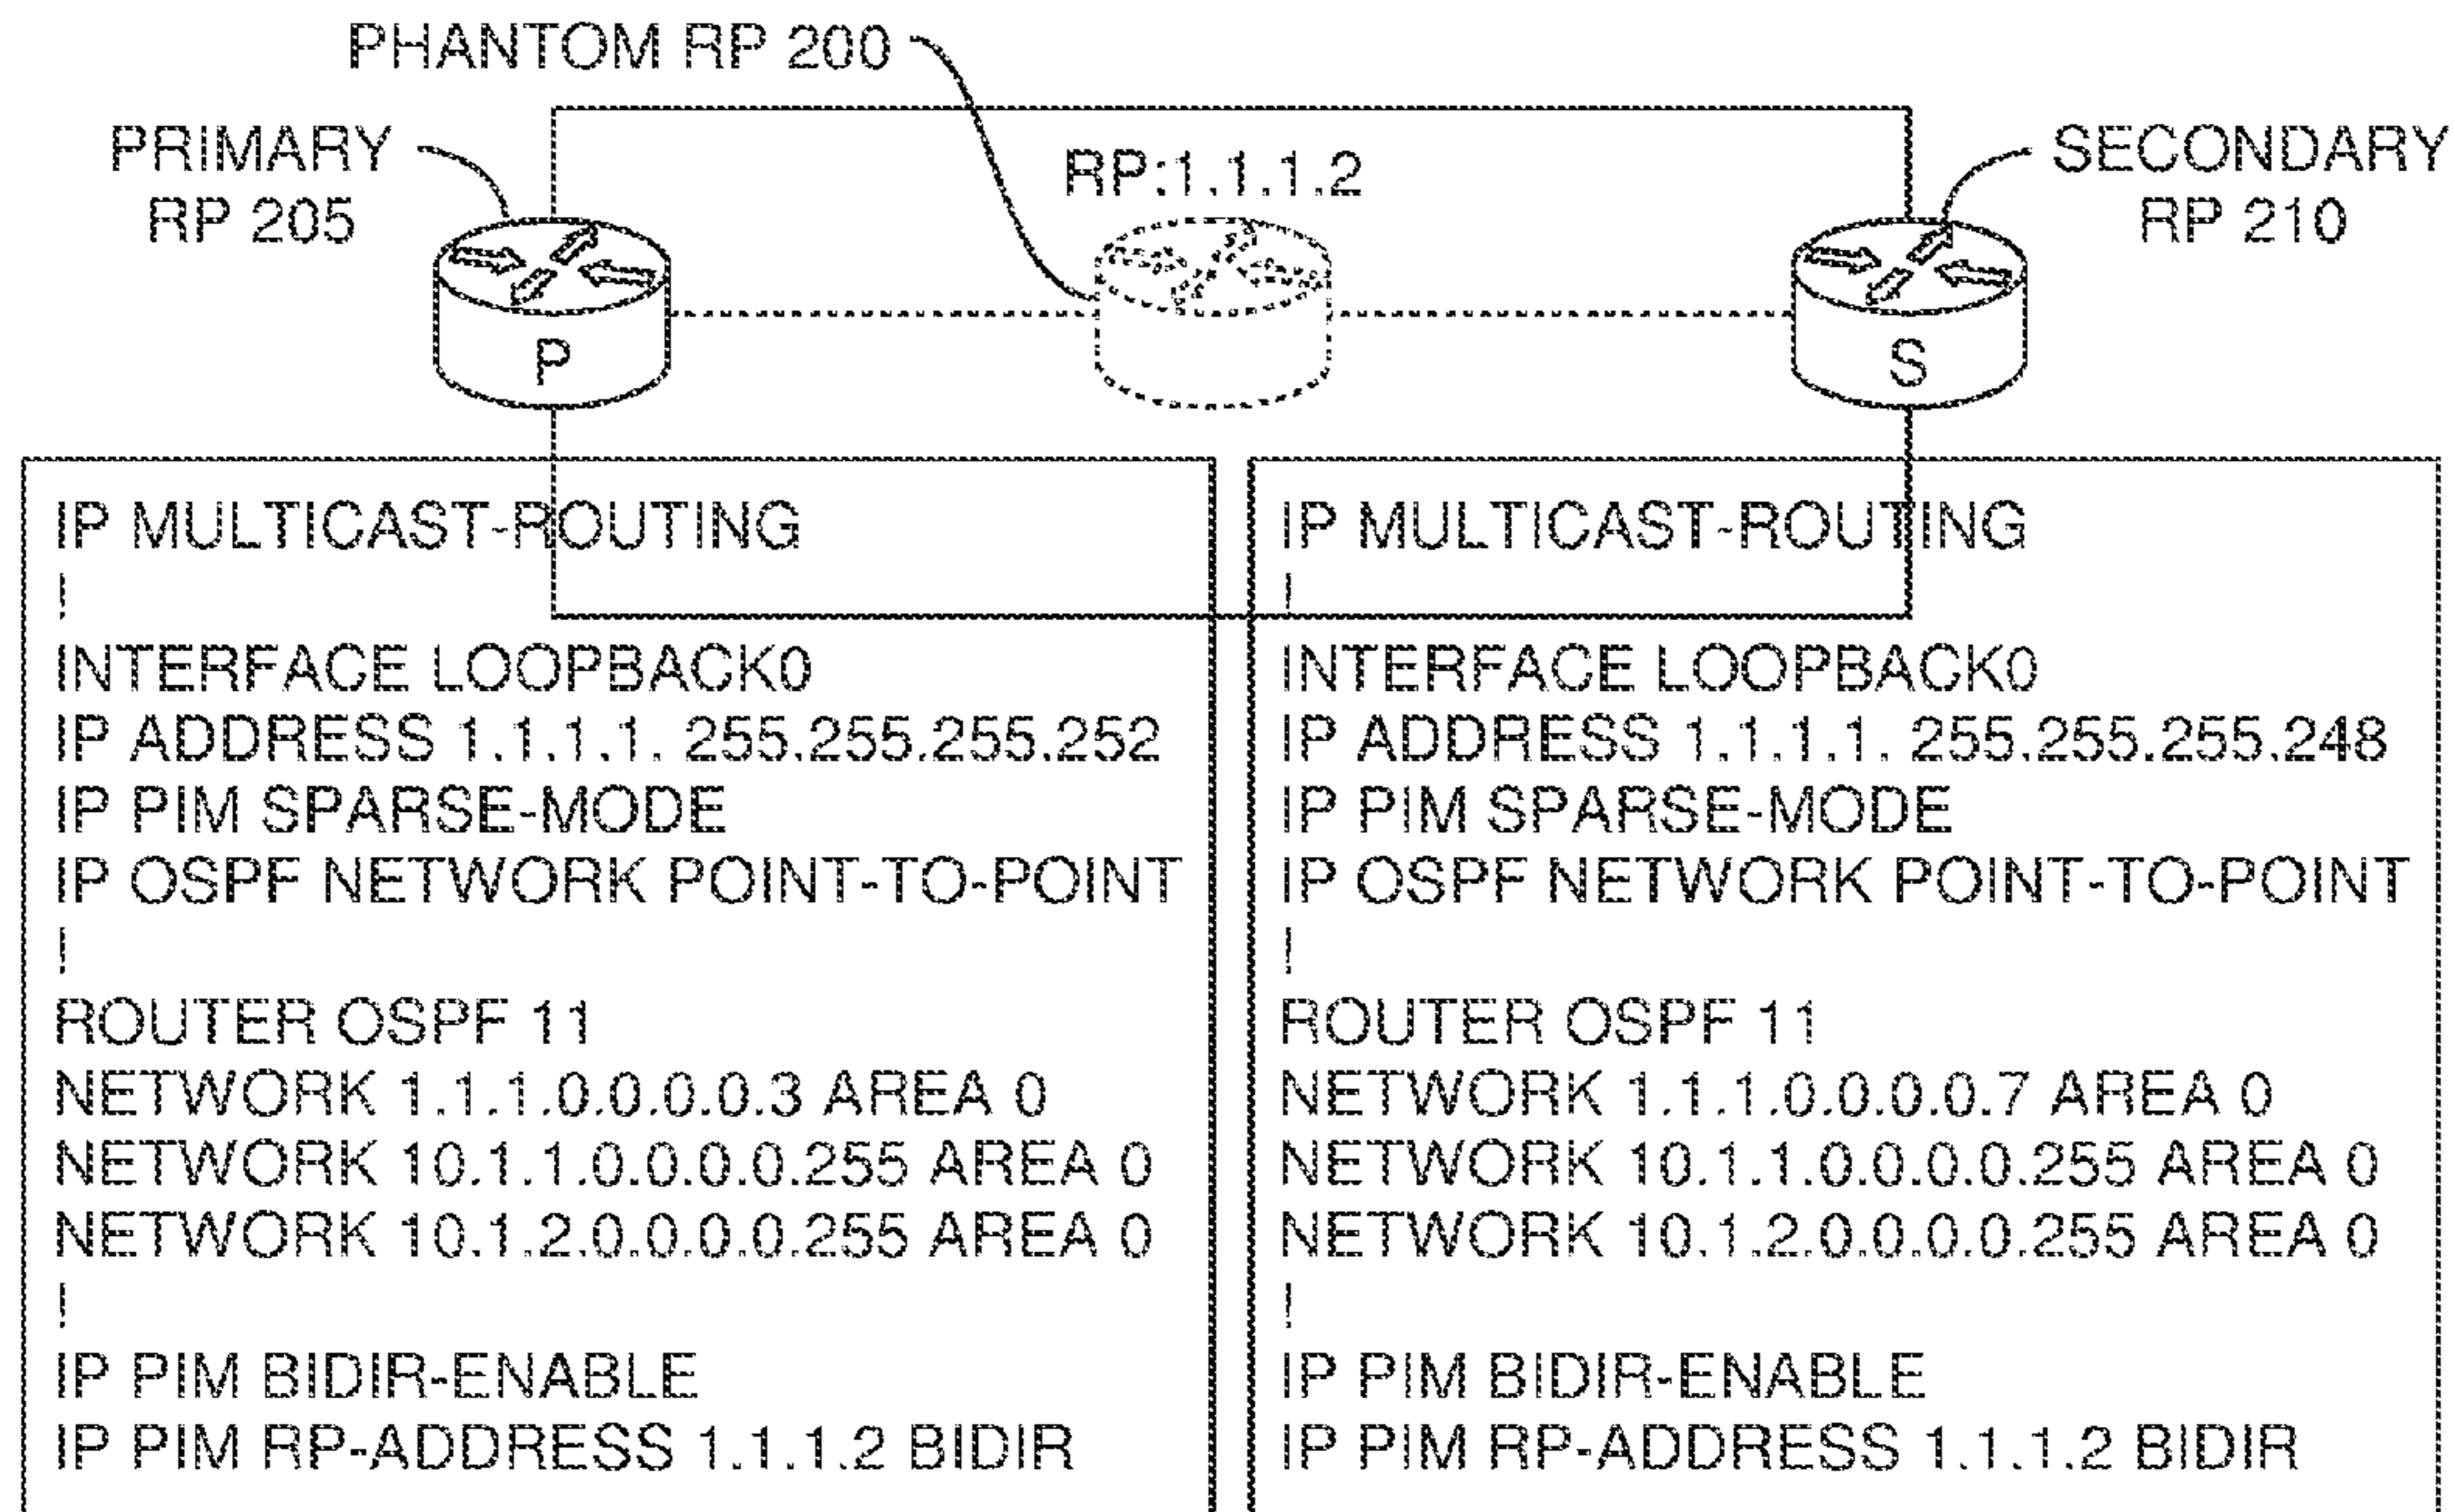 PHANTOM RP 200
PRIMARY
RP 205
RP:1.1.1.2
SECONDARY
RP 210
P
S
IP MULTICAST-ROUTING
!
INTERFACE LOOPBACK0
IP ADDRESS 1.1.1.1. 255.255.255.252
IP PIM SPARSE-MODE
IP OSPF NETWORK POINT-TO-POINT
!
ROUTER OSPF 11
NETWORK 1.1.1.0.0.0.0.3 AREA 0
NETWORK 10.1.1.0.0.0.0.255 AREA 0
NETWORK 10.1.2.0.0.0.0.255 AREA 0
!
IP PIM BIDIR-ENABLE
IP PIM RP-ADDRESS 1.1.1.2 BIDIR
IP MULTICAST-ROUTING
!
INTERFACE LOOPBACK0
IP ADDRESS 1.1.1.1. 255.255.255.248
IP PIM SPARSE-MODE
IP OSPF NETWORK POINT-TO-POINT
!
ROUTER OSPF 11
NETWORK 1.1.1.0.0.0.0.7 AREA 0
NETWORK 10.1.1.0.0.0.0.255 AREA 0
NETWORK 10.1.2.0.0.0.0.255 AREA 0
!
IP PIM BIDIR-ENABLE
IP PIM RP-ADDRESS 1.1.1.2 BIDIR